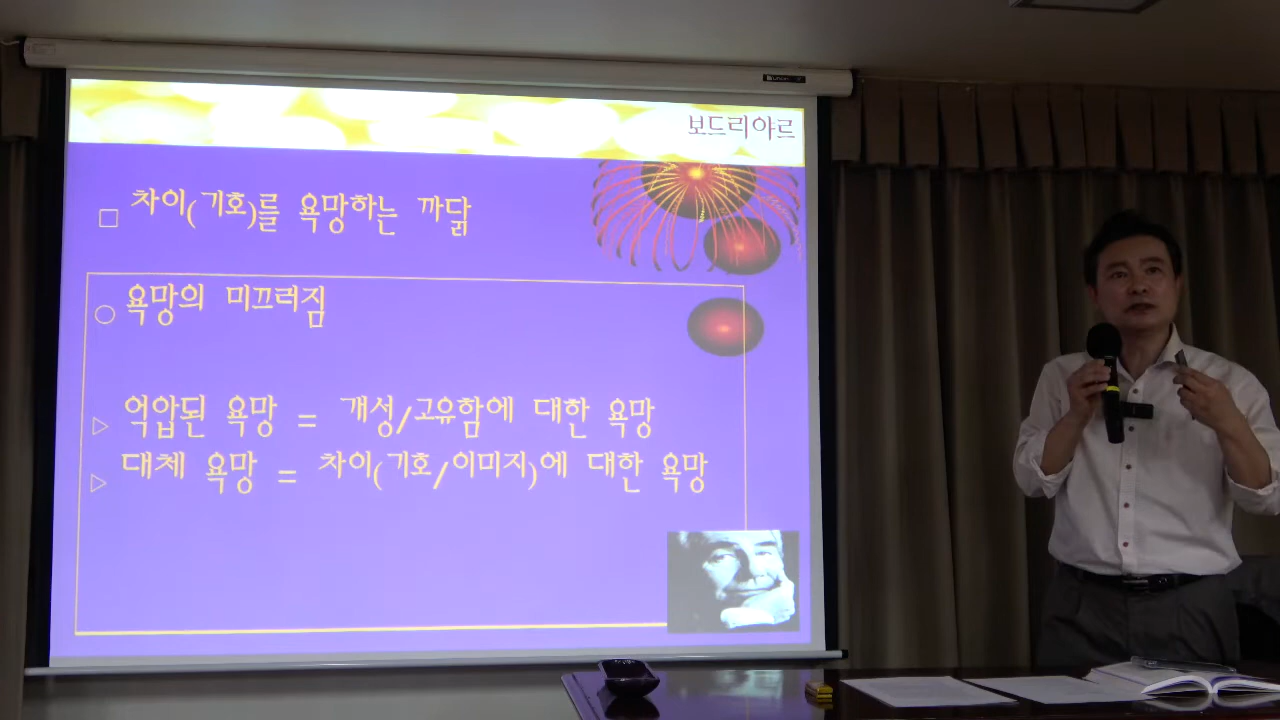 보드리야르
차이(기호)를 욕망하는 까닭
욕망의 미끄러짐
억압된 욕망 = 개성/고유함에 대한 욕망
대체 욕망 = 차이(기호/이미지)에 대한 욕망